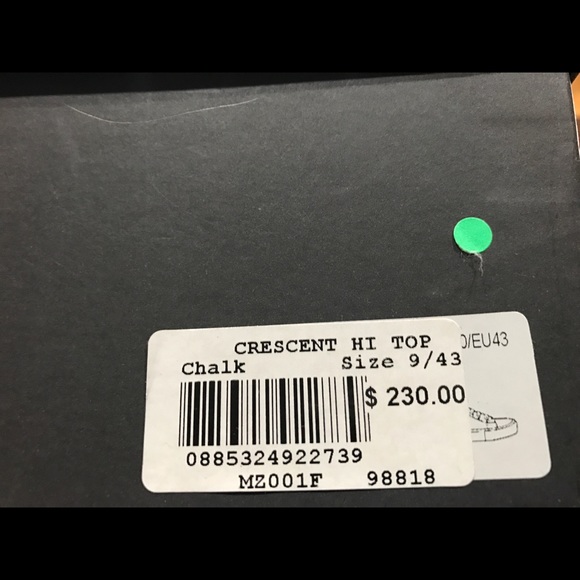 CRESCENT HI TOP
Chalk Size 9/43
$ 230.00
0885324922739
MZ001F 98818
/EU43